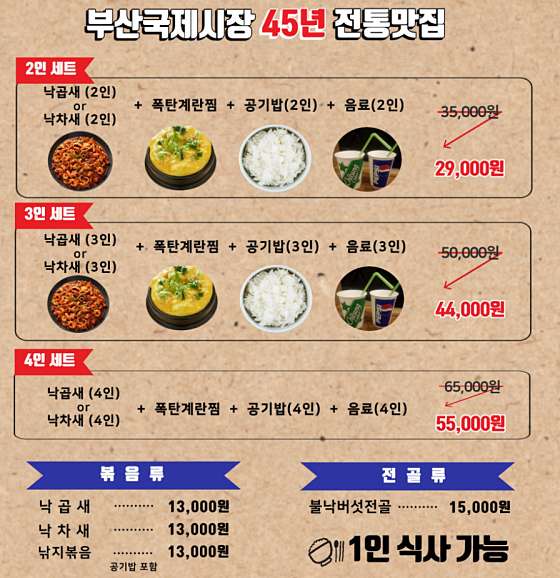 부산국제시장 45년 전통맛집
2인 세트
낙곱새 (2인)
or
낙차새 (2인)
+ 폭탄계란찜 + 공기밥(2인) + 음료(2인)
35,000원
29,000원
3인 세트
낙곱새 (3인)
or
낙차새 (3인)
+ 폭탄계란찜 + 공기밥(3인) + 음료(3인)
50,000원
44,000원
4인 세트
낙곱새 (4인)
or
낙차새 (4인)
+ 폭탄계란찜 + 공기밥(4인) + 음료(4인)
65,000원
55,000원
볶음류
낙곱새 ·········· 13,000원
낙차새 ·········· 13,000원
낚지볶음 ·········· 13,000원
공기밥 포함
전골류
불낙버섯전골 ·········· 15,000원
1인 식사 가능